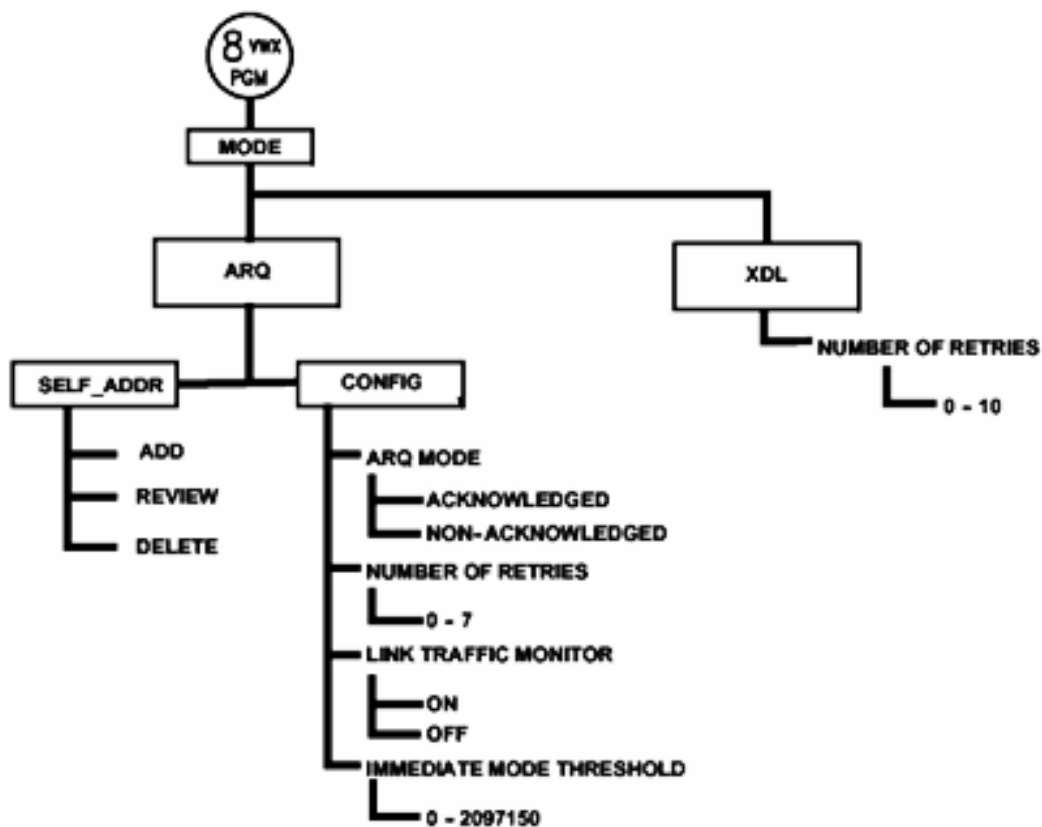 8 VWX
PGM
MODE
ARQ
XDL
NUMBER OF RETRIES
0 - 10
SELF_ADDR
ADD
REVIEW
DELETE
CONFIG
ARQ MODE
ACKNOWLEDGED
NON- ACKNOWLEDGED
NUMBER OF RETRIES
0 - 7
LINK TRAFFIC MONITOR
ON
OFF
IMMEDIATE MODE THRESHOLD
0 - 2097150